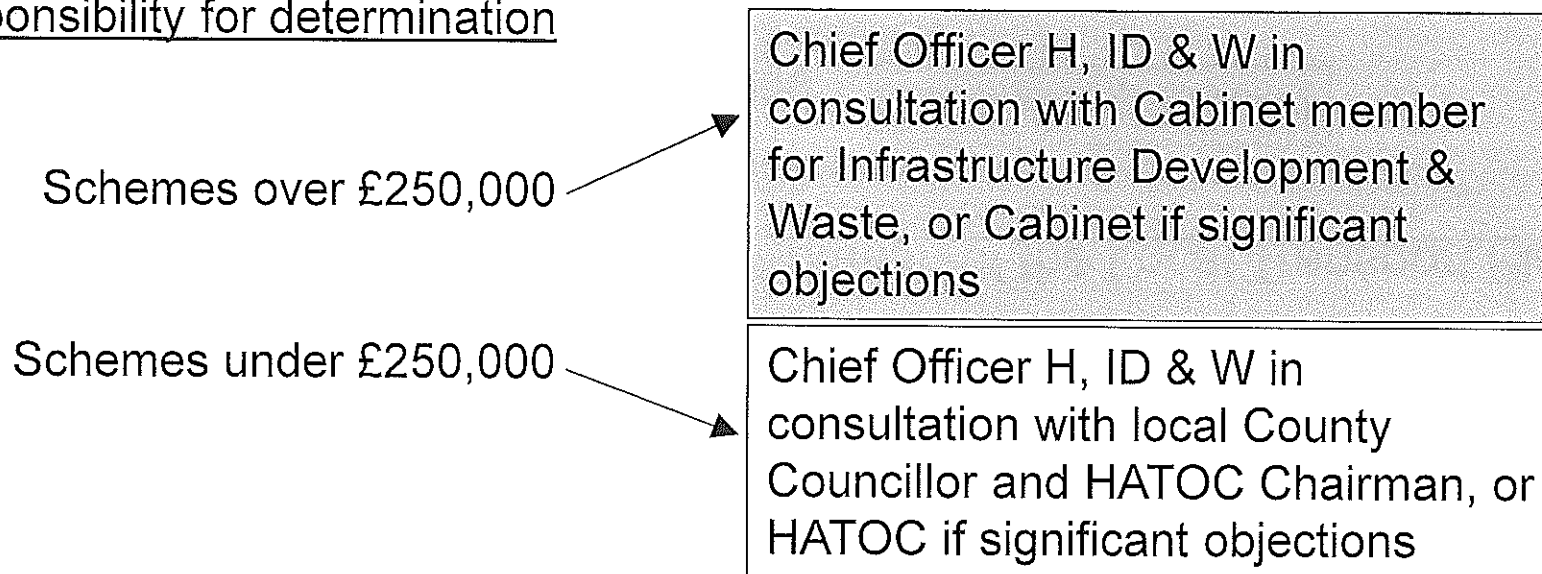 ponsibility for determination
Schemes over £250,000
Chief Officer H, ID & W in
consultation with Cabinet member
for Infrastructure Development &
Waste, or Cabinet if significant
objections
Schemes under £250,000
Chief Officer H, ID & W in
consultation with local County
Councillor and HATOC Chairman, or
HATOC if significant objections